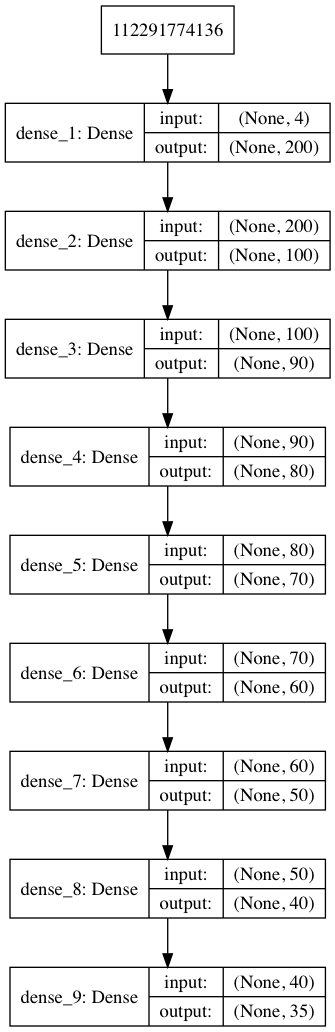 112291774136
dense_1: Dense
input: (None, 4)
output: (None, 200)
dense_2: Dense
input: (None, 200)
output: (None, 100)
dense_3: Dense
input: (None, 100)
output: (None, 90)
dense_4: Dense
input: (None, 90)
output: (None, 80)
dense_5: Dense
input: (None, 80)
output: (None, 70)
dense_6: Dense
input: (None, 70)
output: (None, 60)
dense_7: Dense
input: (None, 60)
output: (None, 50)
dense_8: Dense
input: (None, 50)
output: (None, 40)
dense_9: Dense
input: (None, 40)
output: (None, 35)